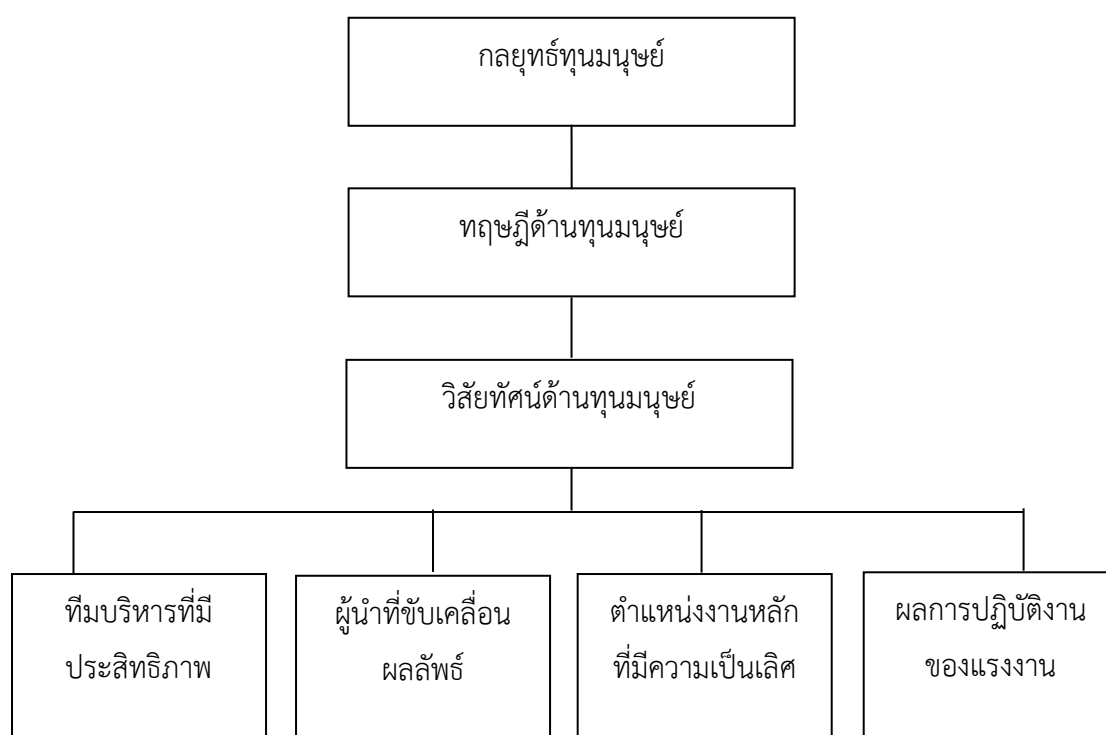 กลยุทธ์ทุนมนุษย์
ทฤษฎีด้านทุนมนุษย์
วิสัยทัศน์ด้านทุนมนุษย์
ทีมบริหารที่มี
ประสิทธิภาพ
ผู้นำที่ขับเคลื่อน
ผลลัพธ์
ตำแหน่งงานหลัก
ที่มีความเป็นเลิศ
ผลการปฏิบัติงาน
ของแรงงาน